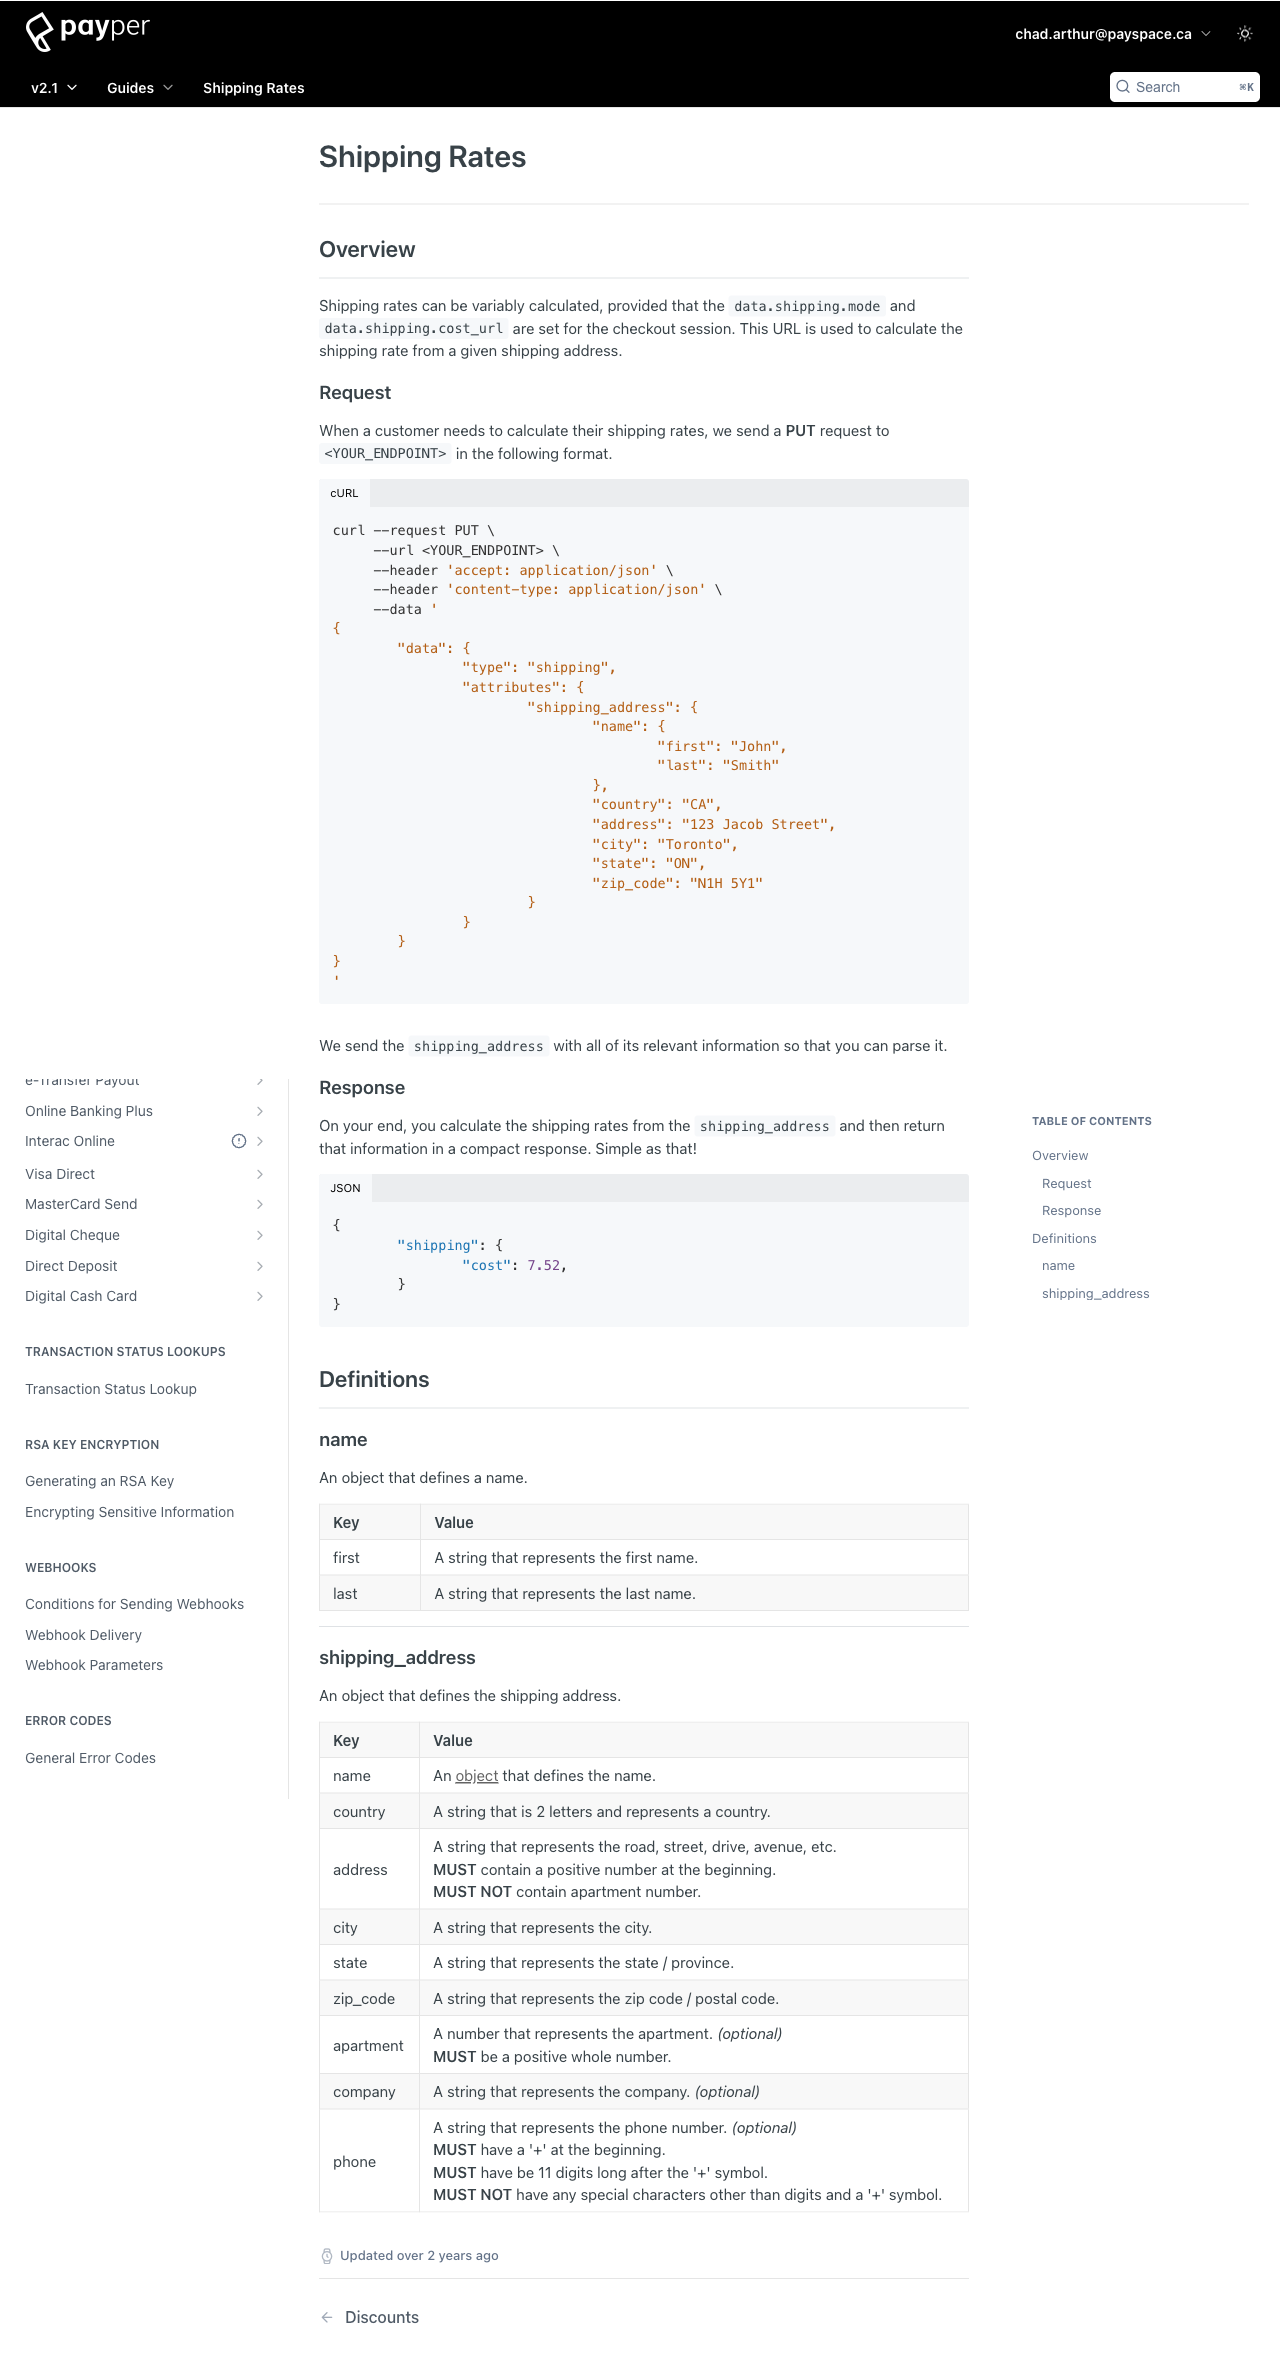 payper
chad.arthur@payspace.ca
v2.1
Guides
Shipping Rates
Search
⌘K
Shipping Rates
Overview
Shipping rates can be variably calculated, provided that the data.shipping.mode and
data.shipping.cost_url are set for the checkout session. This URL is used to calculate the
shipping rate from a given shipping address.
Request
When a customer needs to calculate their shipping rates, we send a PUT request to
<YOUR_ENDPOINT> in the following format.
cURL
curl --request PUT \
     --url <YOUR_ENDPOINT> \
     --header 'accept: application/json' \
     --header 'content-type: application/json' \
     --data '
{
        "data": {
                "type": "shipping",
                "attributes": {
                        "shipping_address": {
                                "name": {
                                        "first": "John",
                                        "last": "Smith"
                                },
                                "country": "CA",
                                "address": "123 Jacob Street",
                                "city": "Toronto",
                                "state": "ON",
                                "zip_code": "N1H 5Y1"
                        }
                }
        }
}
'
We send the shipping_address with all of its relevant information so that you can parse it.
e-Transfer Payout
Online Banking Plus
Interac Online
Visa Direct
MasterCard Send
Digital Cheque
Direct Deposit
Digital Cash Card
TRANSACTION STATUS LOOKUPS
Transaction Status Lookup
RSA KEY ENCRYPTION
Generating an RSA Key
Encrypting Sensitive Information
WEBHOOKS
Conditions for Sending Webhooks
Webhook Delivery
Webhook Parameters
ERROR CODES
General Error Codes
Response
On your end, you calculate the shipping rates from the shipping_address and then return
that information in a compact response. Simple as that!
JSON
{
        "shipping": {
                "cost": 7.52,
        }
}
TABLE OF CONTENTS
Overview
Request
Response
Definitions
name
shipping_address
Definitions
name
An object that defines a name.
Key Value
first A string that represents the first name.
last A string that represents the last name.
shipping_address
An object that defines the shipping address.
Key Value
name An object that defines the name.
country A string that is 2 letters and represents a country.
A string that represents the road, street, drive, avenue, etc.
address MUST contain a positive number at the beginning.
MUST NOT contain apartment number.
city A string that represents the city.
state A string that represents the state / province.
zip_code A string that represents the zip code / postal code.
apartment A number that represents the apartment. (optional)
MUST be a positive whole number.
company A string that represents the company. (optional)
phone A string that represents the phone number. (optional)
MUST have a '+' at the beginning.
MUST have be 11 digits long after the '+' symbol.
MUST NOT have any special characters other than digits and a '+' symbol.
Updated over 2 years ago
← Discounts